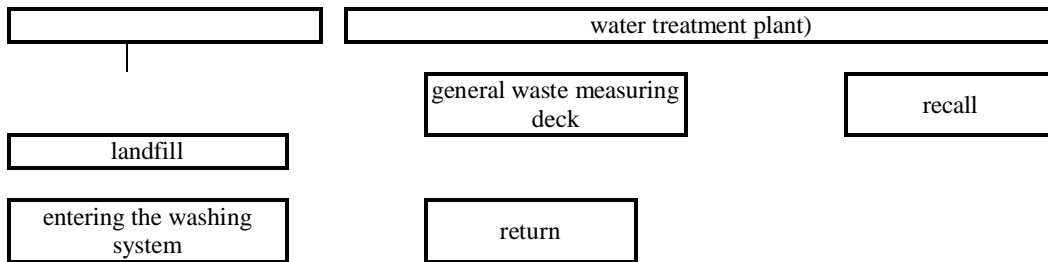 water treatment plant)
general waste measuring
deck
recall
landfill
entering the washing
system
return